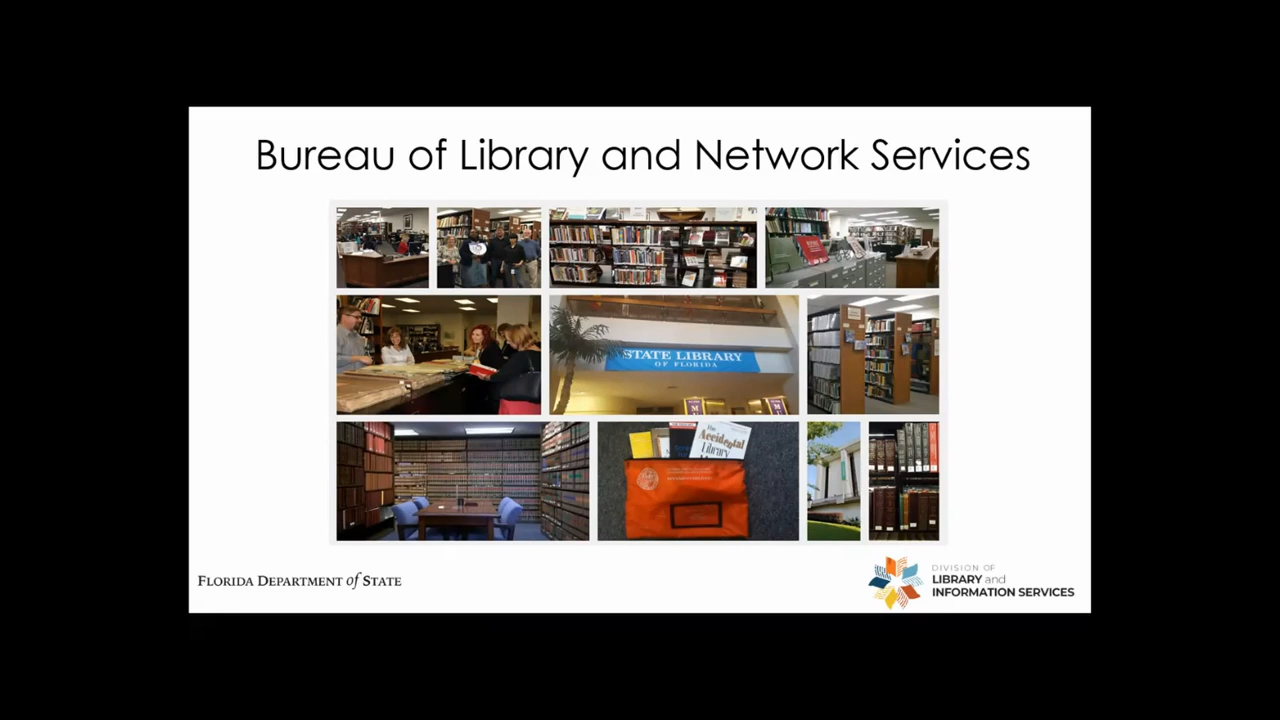 Bureau of Library and Network Services
STATE LIBRARY
OF FLORIDA
The
Accidental
Library
FLORIDA DEPARTMENT of STATE
DIVISION OF
LIBRARY and
INFORMATION SERVICES